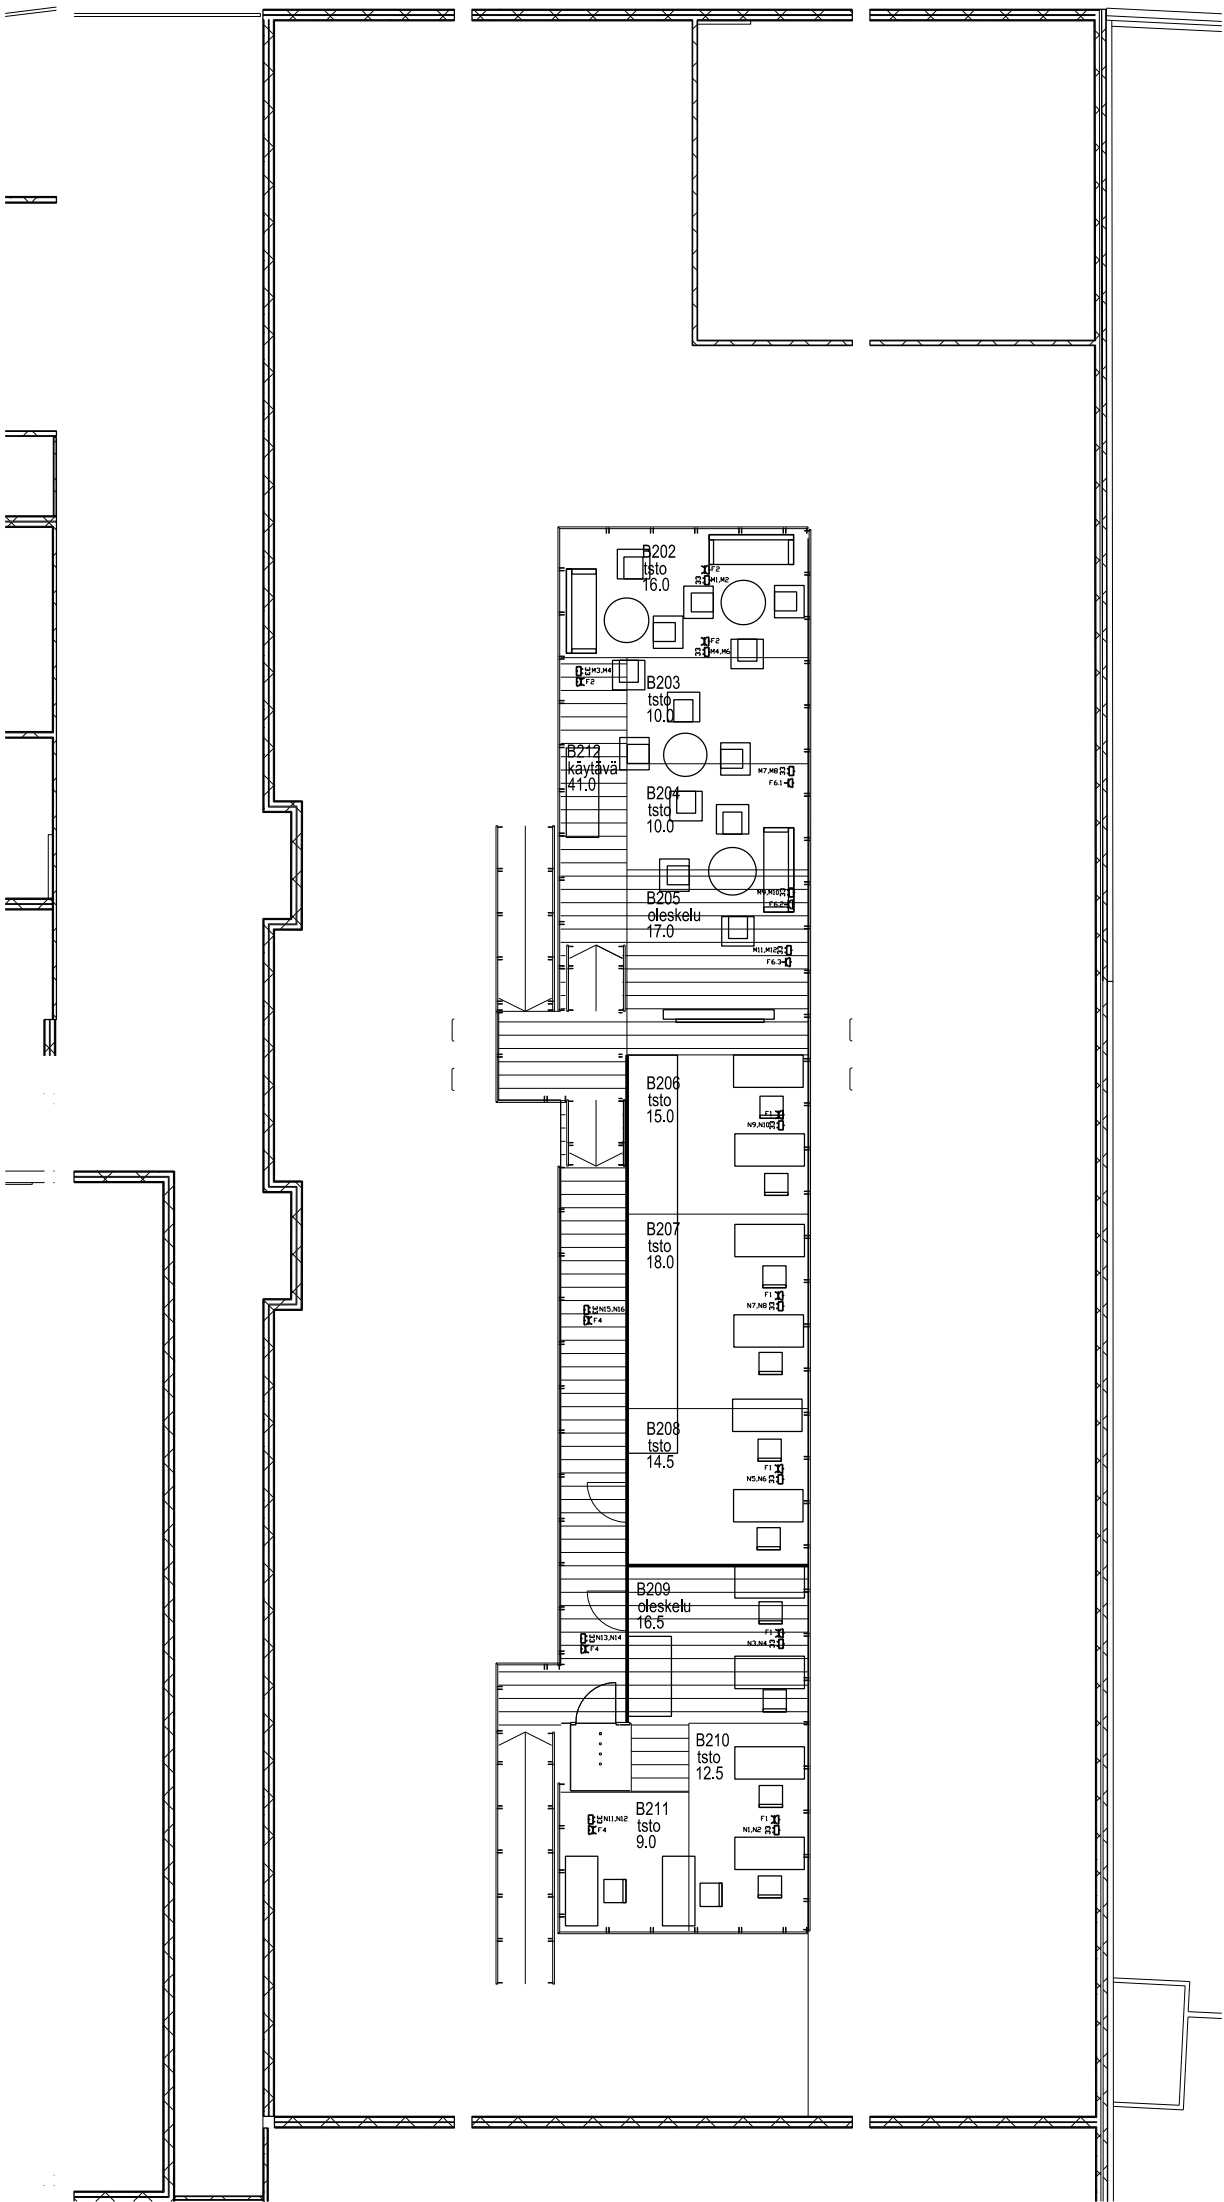 B202
tsto
16.0
F2
M1,M2
F2
M4,M6
M3,M4
F2
B203
tsto
10.0
B212
käytävä
41.0
M7,M8
F6.1
B204
tsto
10.0
M9,M10
F6.2
B205
oleskelu
17.0
M11,M12
F6.3
B206
tsto
15.0
F1
N9,N10
B207
tsto
18.0
F1
N7,N8
N15,N16
F4
B208
tsto
14.5
F1
N5,N6
B209
oleskelu
16.5
F1
N3,N4
N13,N14
F4
B210
tsto
12.5
B211
tsto
9.0
N11,N12
F4
F1
N1,N2